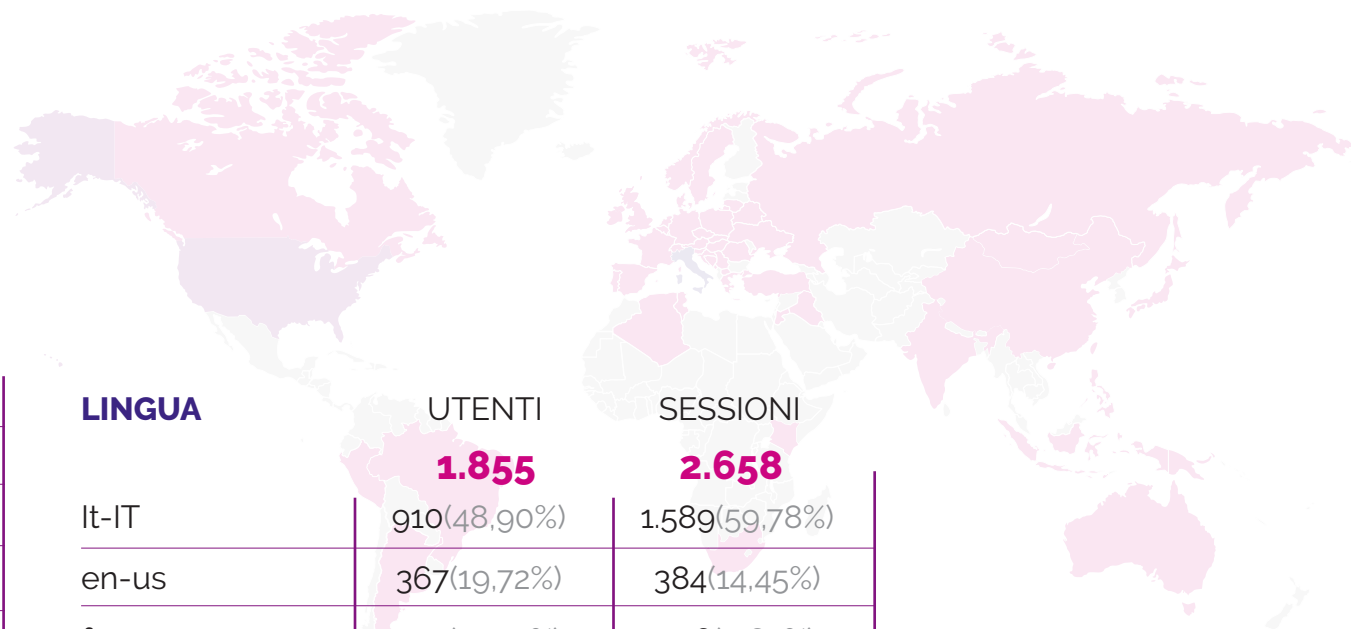 LINGUA UTENTI SESSIONI
1.855 2.658
It-IT 910(48,90%) 1.589(59,78%)
en-us 367(19,72%) 384(14,45%)